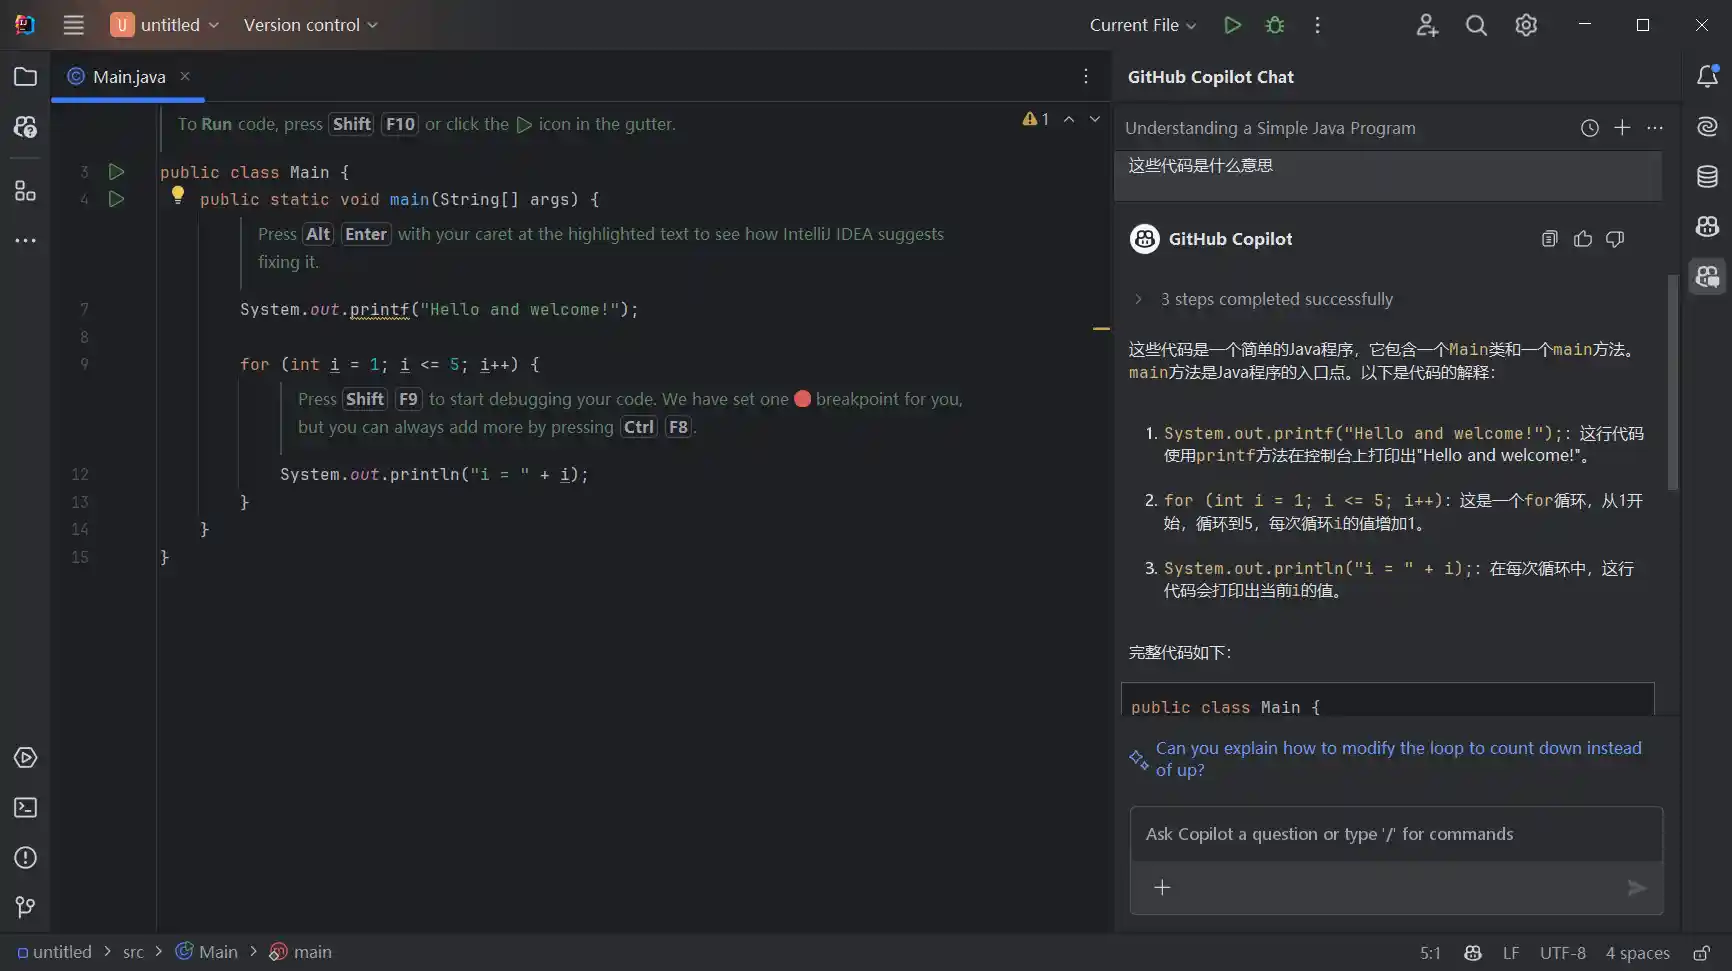 U untitled Version control Current File
Main.java
To Run code, press Shift F10 or click the icon in the gutter.
1
3 public class Main {
4 public static void main(String[] args) {
Press Alt Enter with your caret at the highlighted text to see how IntelliJ IDEA suggests
fixing it.
7 System.out.printf("Hello and welcome!");
8
9 for (int i = 1; i <= 5; i++) {
Press Shift F9 to start debugging your code. We have set one breakpoint for you,
but you can always add more by pressing Ctrl F8.
12 System.out.println("i = " + i);
13 }
14 }
15 }
GitHub Copilot Chat
Understanding a Simple Java Program
这些代码是什么意思
GitHub Copilot
3 steps completed successfully
这些代码是一个简单的Java程序，它包含一个Main类和一个main方法。
main方法是Java程序的入口点。以下是代码的解释：
1. System.out.printf("Hello and welcome!");：这行代码
使用printf方法在控制台上打印出"Hello and welcome!"。
2. for (int i = 1; i <= 5; i++)：这是一个for循环，从1开
始，循环到5，每次循环i的值增加1。
3. System.out.println("i = " + i);：在每次循环中，这行
代码会打印出当前i的值。
完整代码如下：
public class Main {
Can you explain how to modify the loop to count down instead
of up?
Ask Copilot a question or type '/' for commands
untitled > src > Main > main
5:1 LF UTF-8 4 spaces